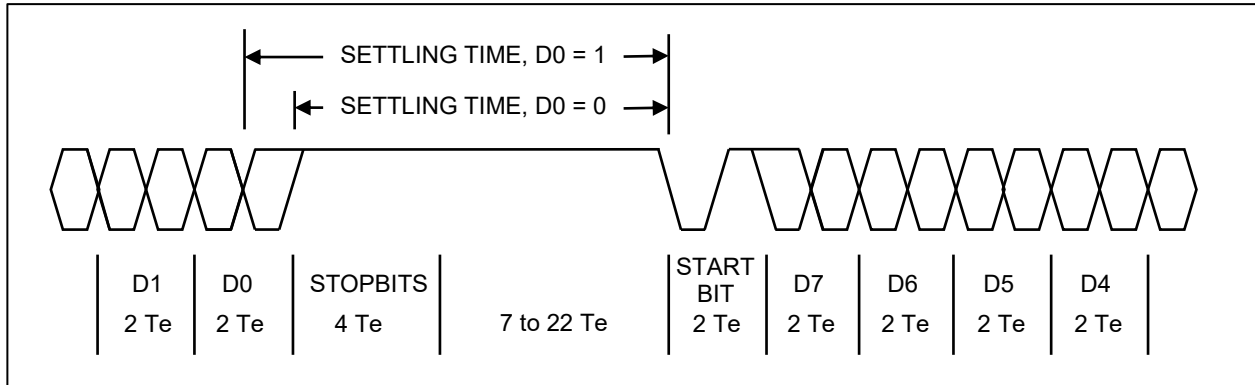 SETTLING TIME, D0 = 1
SETTLING TIME, D0 = 0
D1
2 Te
D0
2 Te
STOPBITS
4 Te
7 to 22 Te
START
BIT
2 Te
D7
2 Te
D6
2 Te
D5
2 Te
D4
2 Te